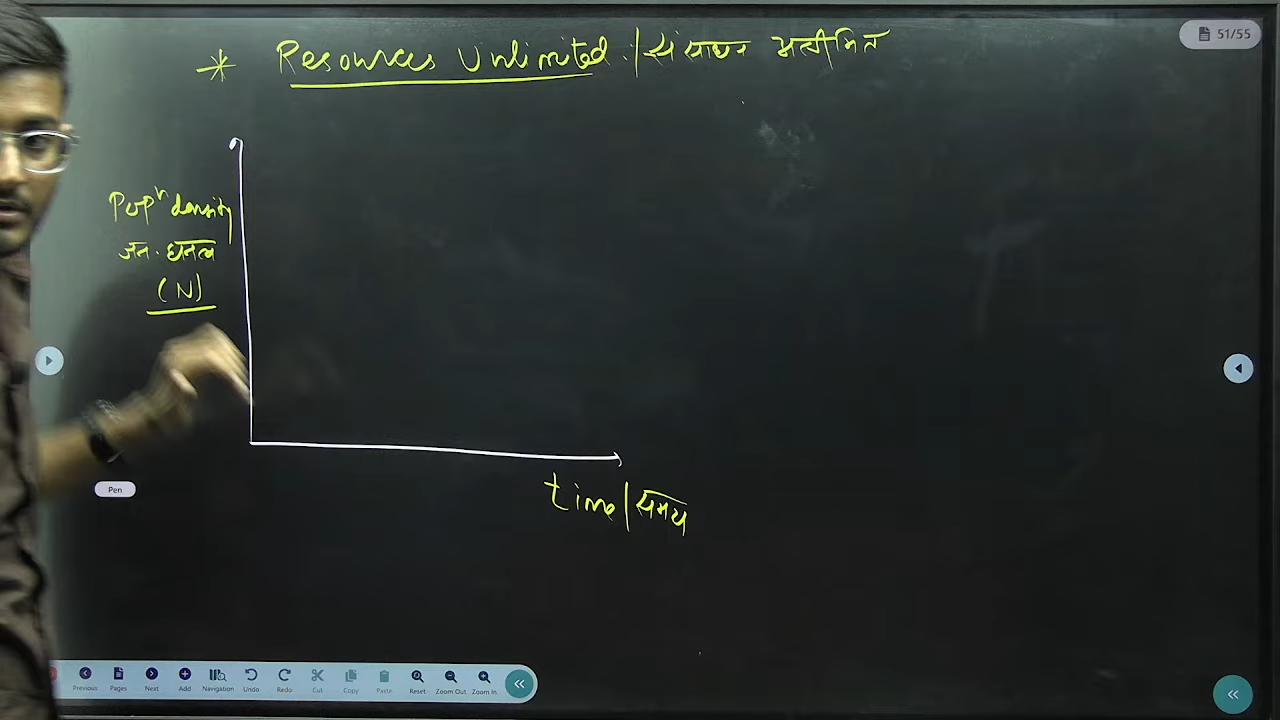 51/55
* Resources Unlimited./संसाधन असीमित
Popⁿ density
जन. घनत्व
(N)
time/समय
Pen
Previous Pages Next Add Navigation Undo Redo Cut Copy Paste Reset Zoom Out Zoom In